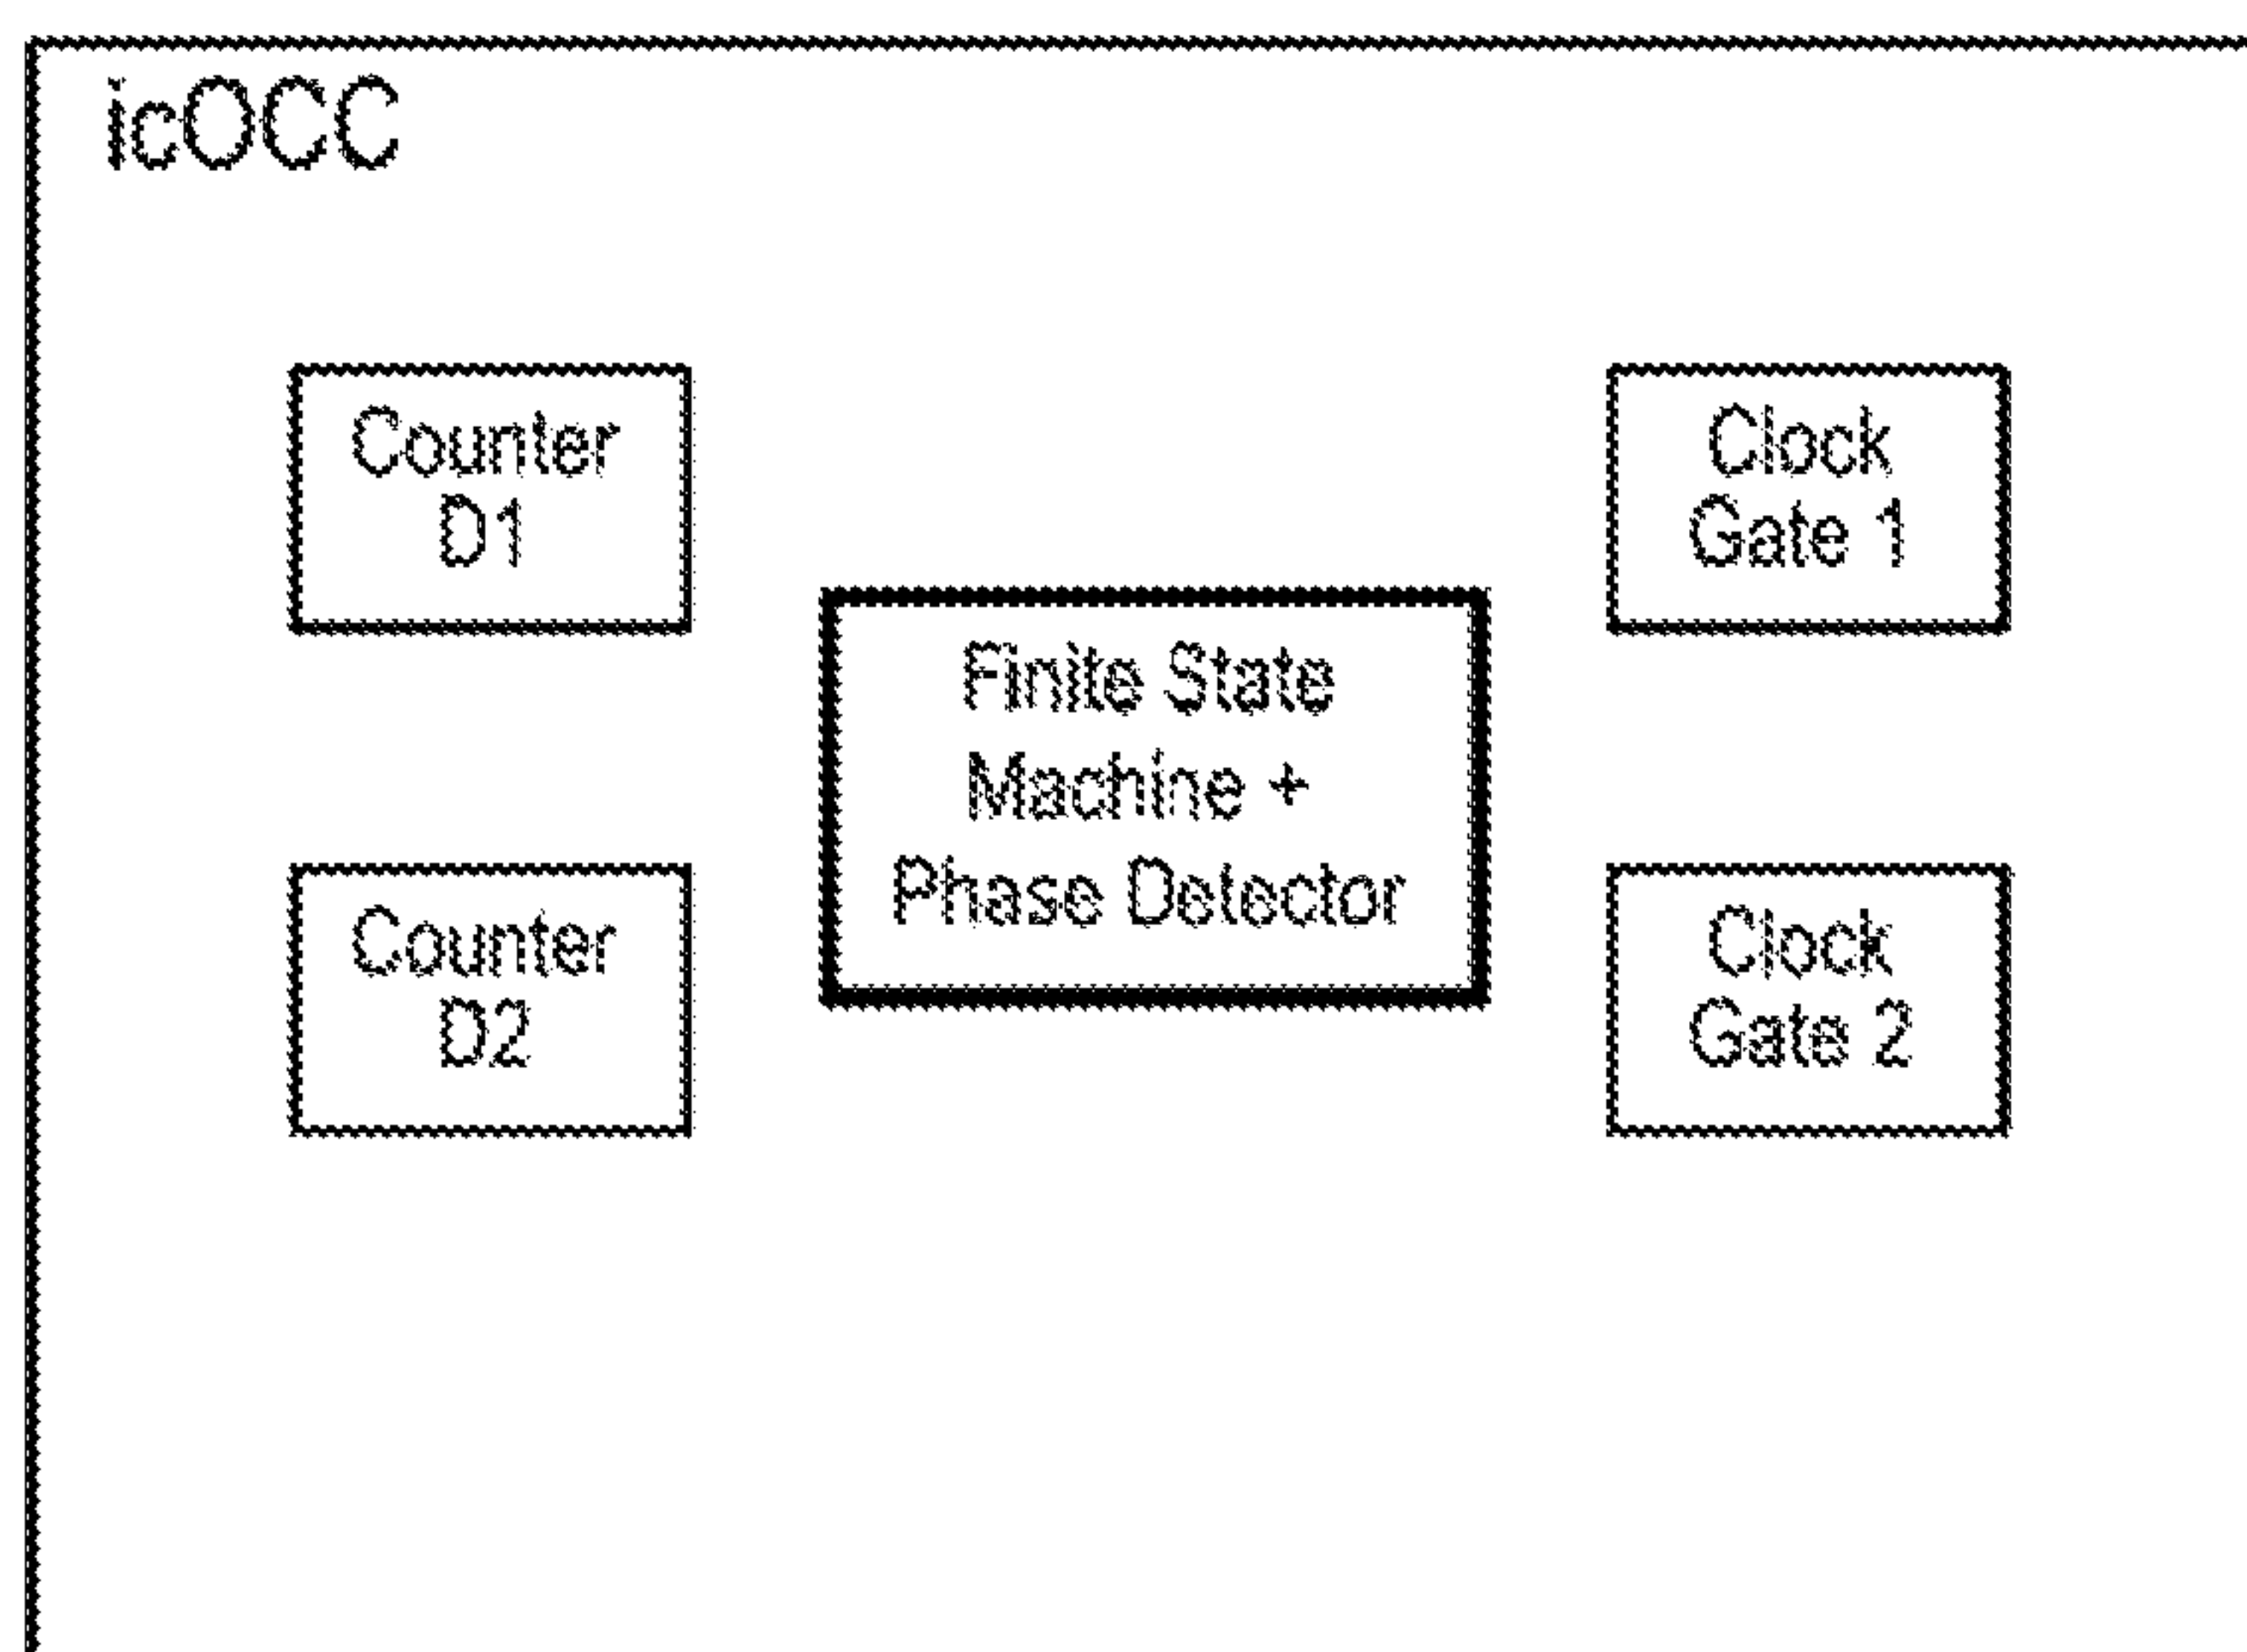 icOCC
Counter
D1
Clock
Gate 1
Finite State
Machine +
Phase Detector
Counter
D2
Clock
Gate 2